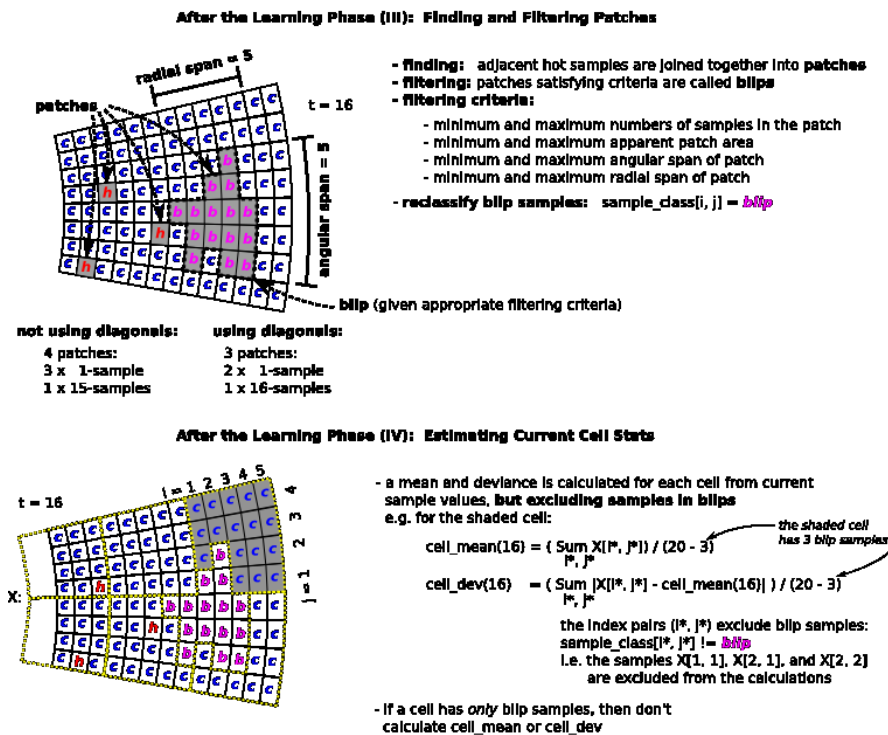 After the Learning Phase (III): Finding and Filtering Patches
radial span = 5
patches
t = 16
angular span = 5
- finding: adjacent hot samples are joined together into patches
- filtering: patches satisfying criteria are called blips
- filtering criteria:
- minimum and maximum numbers of samples in the patch
- minimum and maximum apparent patch area
- minimum and maximum angular span of patch
- minimum and maximum radial span of patch
- reclassify blip samples: sample_class[i, j] = blip
blip (given appropriate filtering criteria)
not using diagonals:
4 patches:
3 x 1-sample
1 x 15-samples
using diagonals:
3 patches:
2 x 1-sample
1 x 16-samples
After the Learning Phase (IV): Estimating Current Cell Stats
t = 16
i = 1 2 3 4 5
4
3
2
j = 1
X:
- a mean and deviance is calculated for each cell from current
sample values, but excluding samples in blips
e.g. for the shaded cell:
the shaded cell
has 3 blip samples
cell_mean(16) = ( Sum X[i*, j*]) / (20 - 3)
i*, j*
cell_dev(16) = ( Sum |X[i*, j*] - cell_mean(16)| ) / (20 - 3)
i*, j*
the index pairs (i*, j*) exclude blip samples:
sample_class[i*, j*] != blip
i.e. the samples X[1, 1], X[2, 1], and X[2, 2]
are excluded from the calculations
- if a cell has only blip samples, then don't
calculate cell_mean or cell_dev